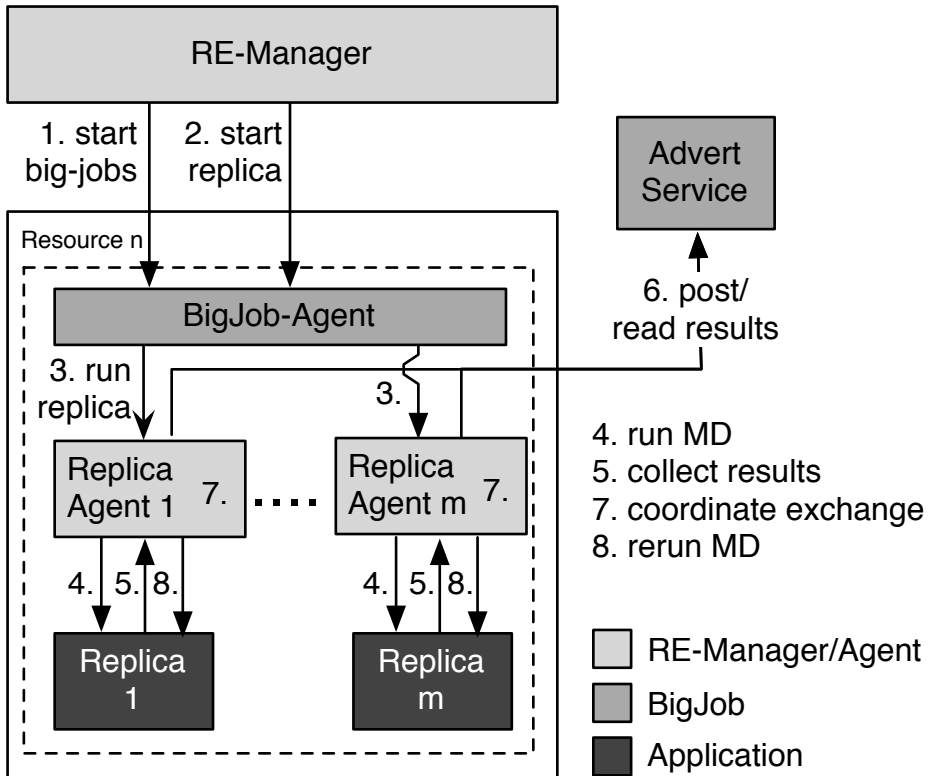 RE-Manager
1. start
big-jobs
2. start
replica
Advert
Service
Resource n
BigJob-Agent
6. post/
read results
3. run
replica
3.
Replica
Agent 1
7.
Replica
Agent m
7.
4. run MD
5. collect results
7. coordinate exchange
8. rerun MD
4.
5.
8.
4.
5.
8.
Replica
1
Replica
m
RE-Manager/Agent
BigJob
Application